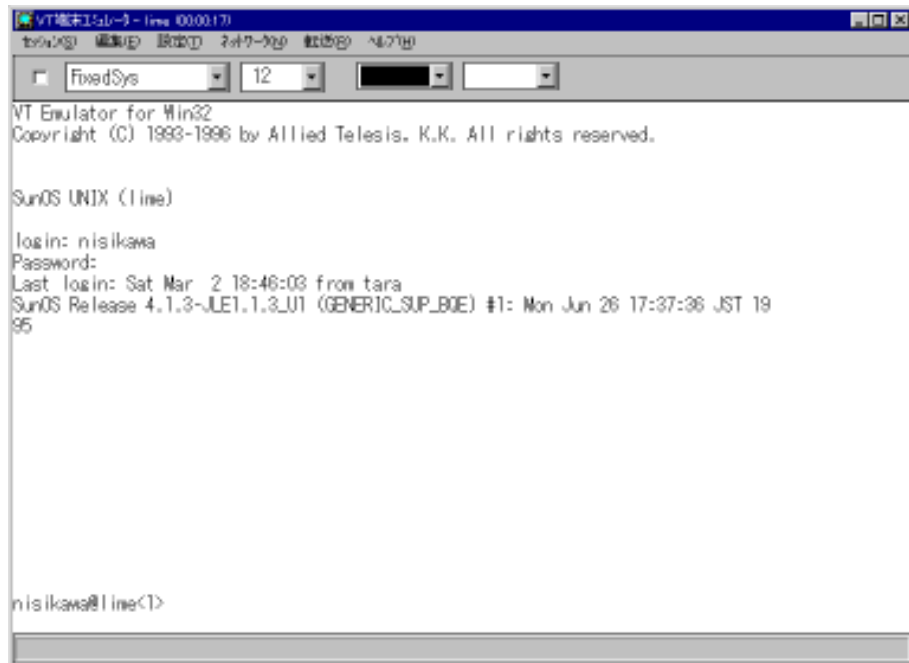 VT端末エミュレータ - lime (00:00:17)
セッション(S) 編集(E) 設定(T) ネットワーク(N) 転送(R) ヘルプ(H)
FixedSys 12
VT Emulator for Win32
Copyright (C) 1993-1996 by Allied Telesis. K.K. All rights reserved.
SunOS UNIX (lime)
login: nisikawa
Password:
Last login: Sat Mar  2 18:46:03 from tara
SunOS Release 4.1.3-JLE1.1.3_U1 (GENERIC_SUP_BOE) #1: Mon Jun 26 17:37:36 JST 19
95
nisikawa@lime<1>